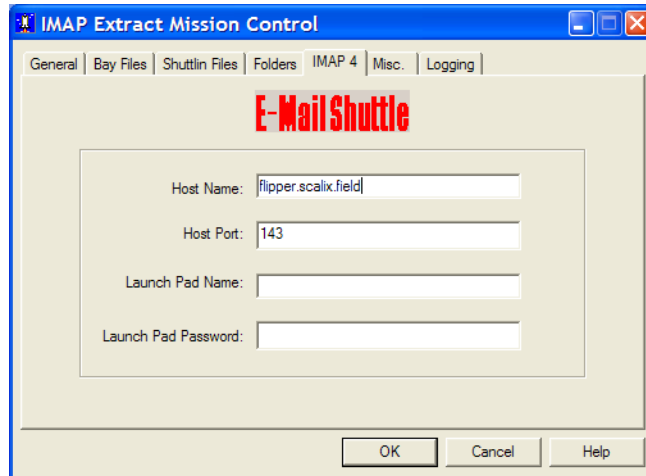 IMAP Extract Mission Control
General Bay Files Shuttlin Files Folders IMAP 4 Misc. Logging
E-Mail Shuttle
Host Name: flipper.scalix.field
Host Port: 143
Launch Pad Name:
Launch Pad Password:
OK Cancel Help